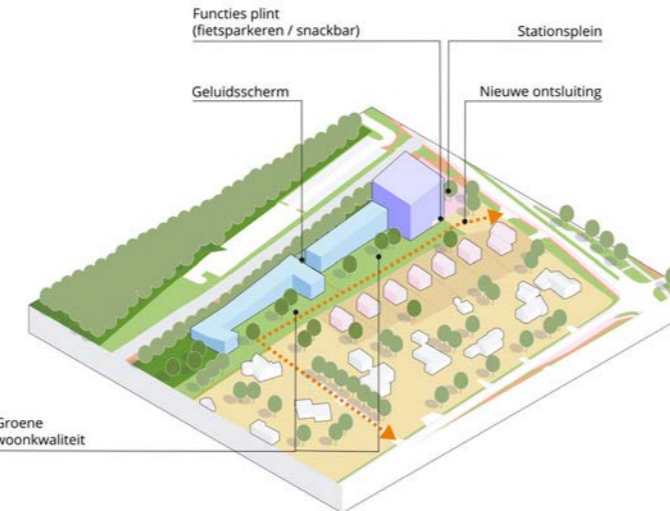 Functies plint
(fietsparkeren / snackbar)
Stationsplein
Geluidsscherm
Nieuwe ontsluiting
Groene
woonkwaliteit